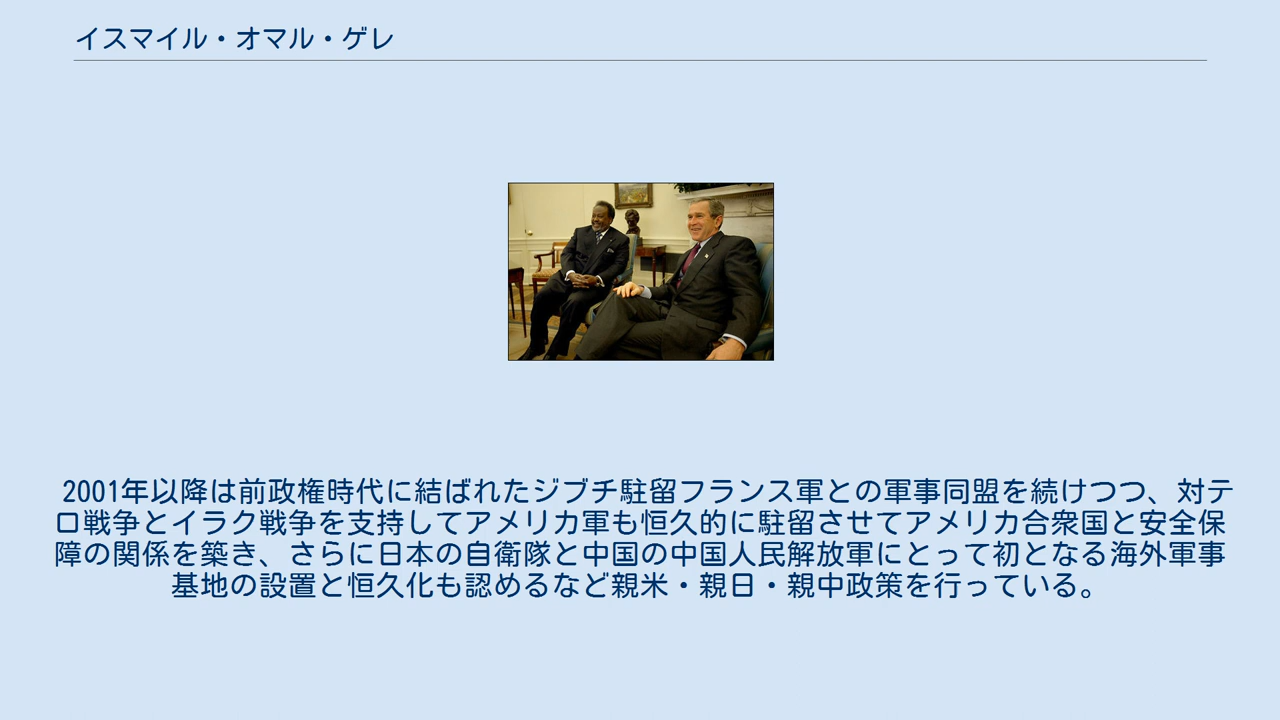 イスマイル・オマル・ゲレ
2001年以降は前政権時代に結ばれたジブチ駐留フランス軍との軍事同盟を続けつつ、対テ
ロ戦争とイラク戦争を支持してアメリカ軍も恒久的に駐留させてアメリカ合衆国と安全保
障の関係を築き、さらに日本の自衛隊と中国の中国人民解放軍にとって初となる海外軍事
基地の設置と恒久化も認めるなど親米・親日・親中政策を行っている。